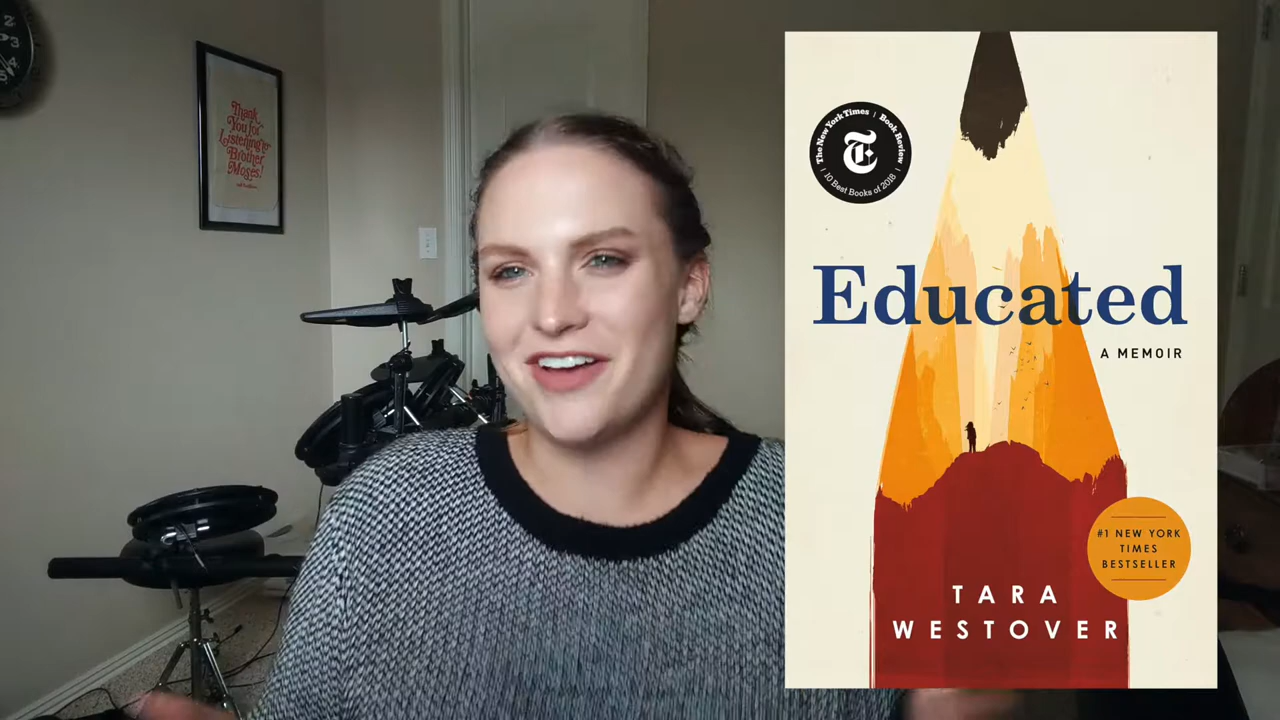 Thank
You for
Listening'er
Brother
Moses!
The New York Times | Book Review
10 Best Books of 2018
Educated
A MEMOIR
#1 NEW YORK
TIMES
BESTSELLER
TARA
WESTOVER